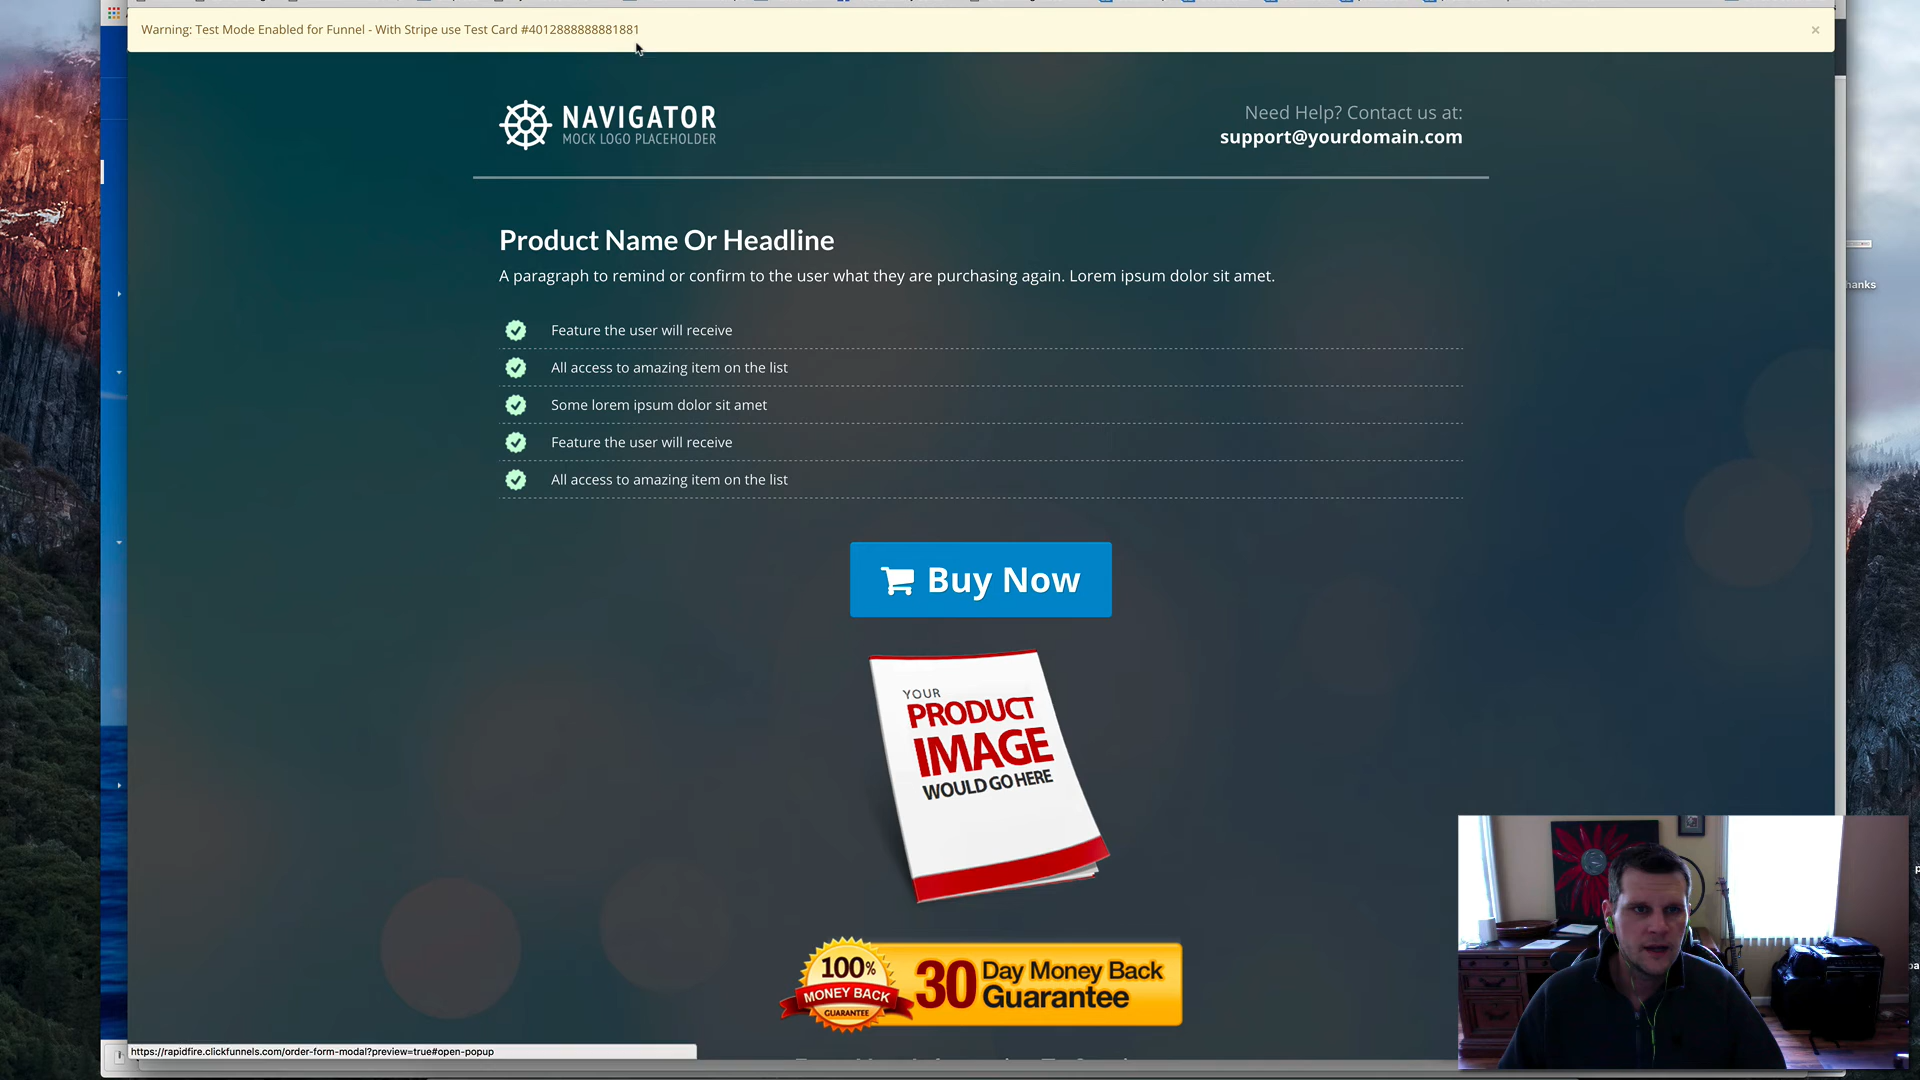 Warning: Test Mode Enabled for Funnel - With Stripe use Test Card #4012888888881881
×
NAVIGATOR
MOCK LOGO PLACEHOLDER
Need Help? Contact us at:
support@yourdomain.com
hanks
Product Name Or Headline
A paragraph to remind or confirm to the user what they are purchasing again. Lorem ipsum dolor sit amet.
Feature the user will receive
All access to amazing item on the list
Some lorem ipsum dolor sit amet
Feature the user will receive
All access to amazing item on the list
Buy Now
YOUR
PRODUCT
IMAGE
WOULD GO HERE
100%
MONEY BACK
GUARANTEE
30 Day Money Back
Guarantee
https://rapidfire.clickfunnels.com/order-form-modal?preview=true#open-popup